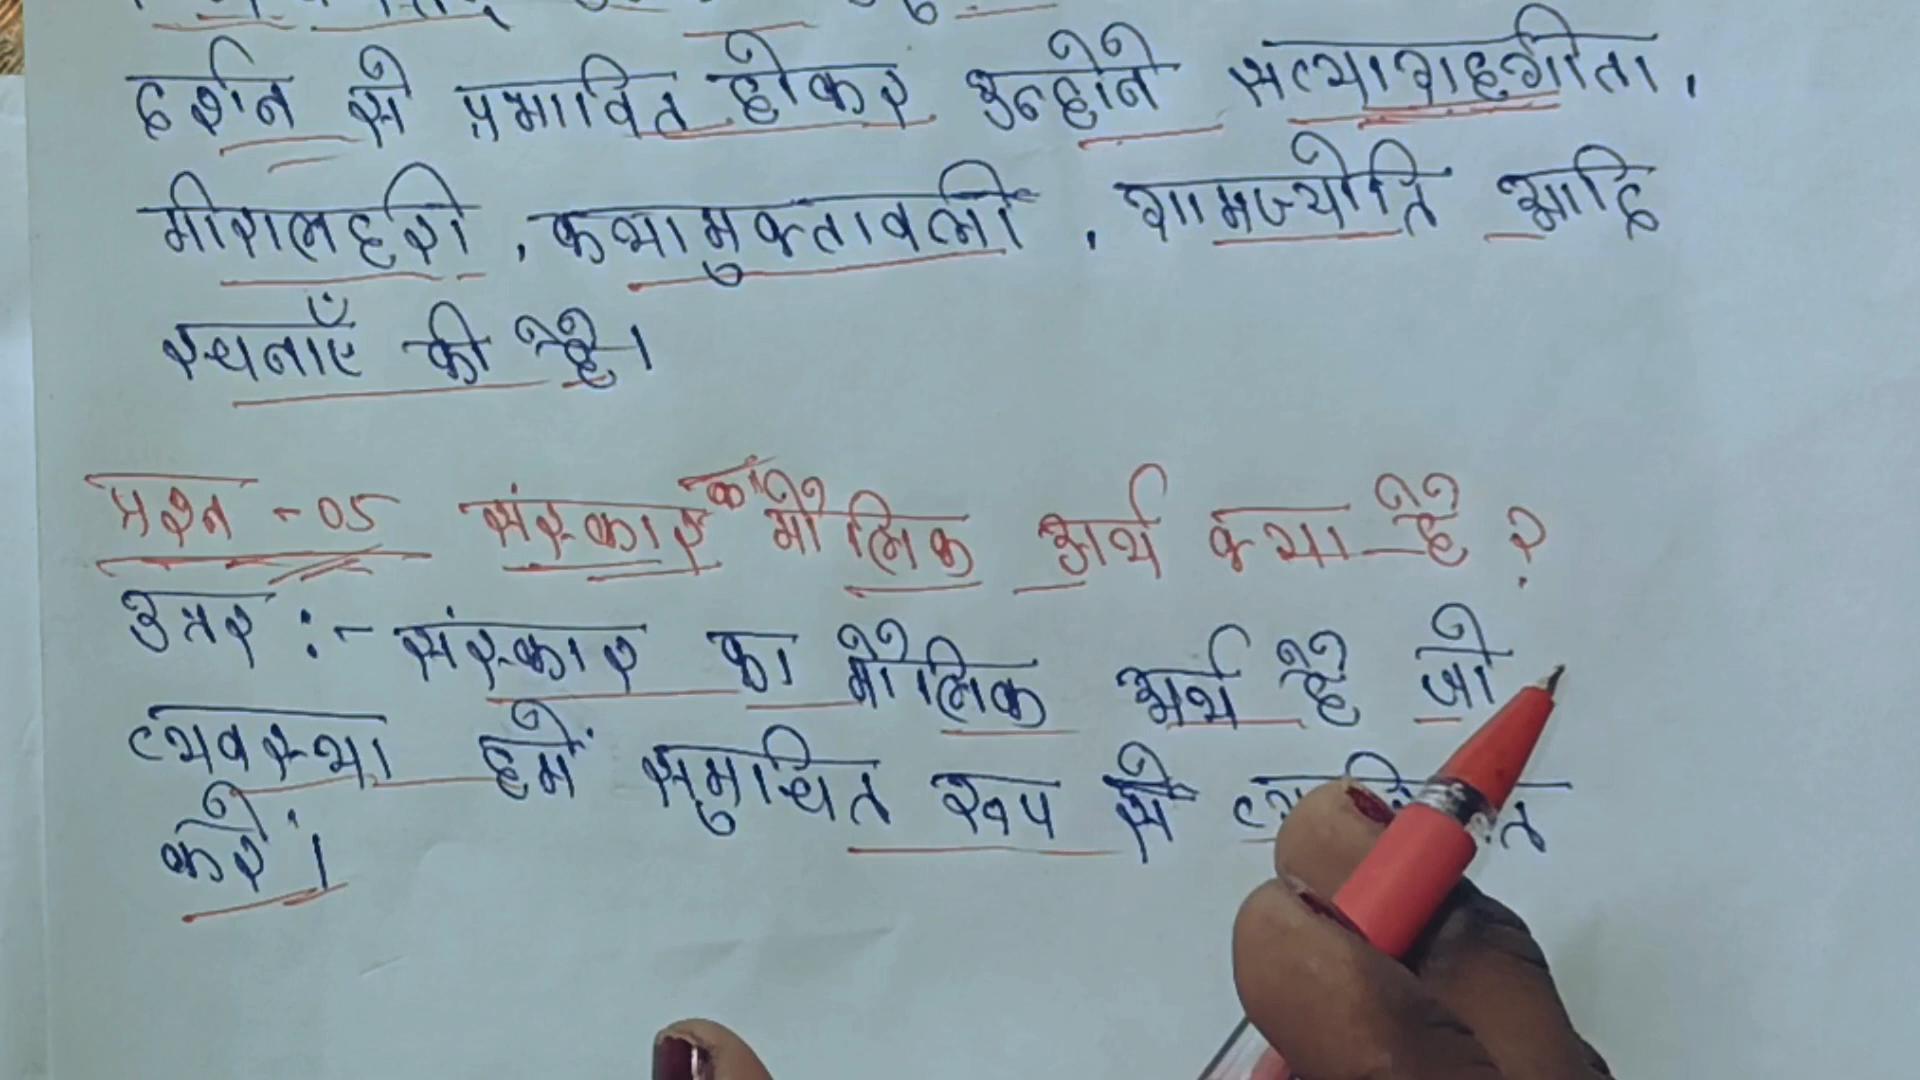 दर्शन से प्रभावित होकर उन्होने सत्याग्रहगीता,
मीरालहरी, कथामुक्तावली, ग्रामज्योति आदि
रचनाएँ की है।
प्रश्न - 05 संस्कार का मौलिक अर्थ क्या है ?
उत्तर :- संस्कार का मौलिक अर्थ है जो
व्यवस्था हमें समुचित रूप से
करें।